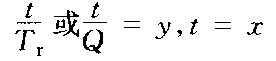 t/T_r 或 t/Q = y, t = x